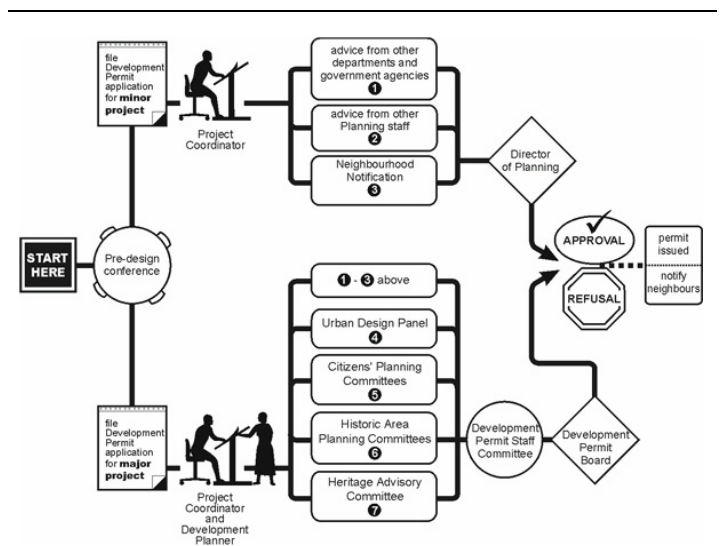 file
Development
Permit
application
for minor
project
Project
Coordinator
advice from other
departments and
government agencies
1
advice from other
Planning staff
2
Neighbourhood
Notification
3
Director
of Planning
START
HERE
Pre-design
conference
APPROVAL
REFUSAL
permit
issued
notify
neighbours
1 - 3 above
Urban Design Panel
4
Citizens' Planning
Committees
5
Historic Area
Planning Committees
6
Heritage Advisory
Committee
7
file
Development
Permit
application
for major
project
Project
Coordinator
and
Development
Planner
Development
Permit Staff
Committee
Development
Permit
Board